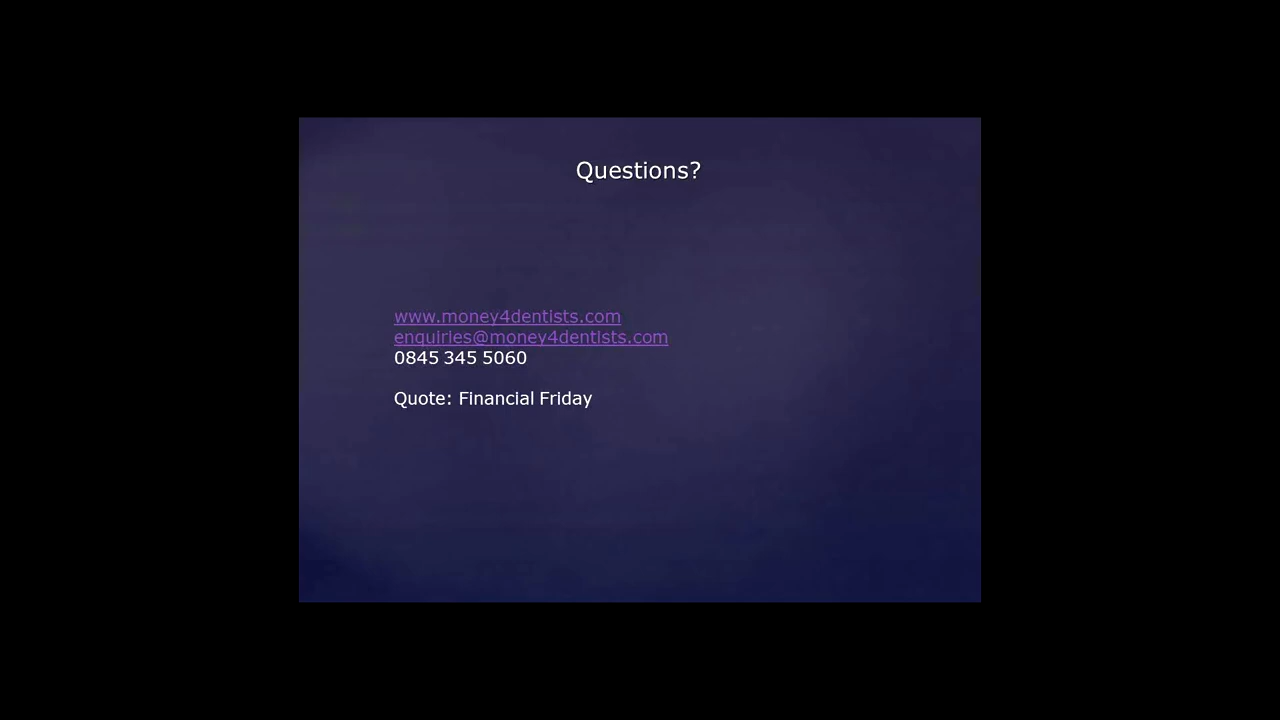 Questions?
www.money4dentists.com
enquiries@money4dentists.com
0845 345 5060
Quote: Financial Friday